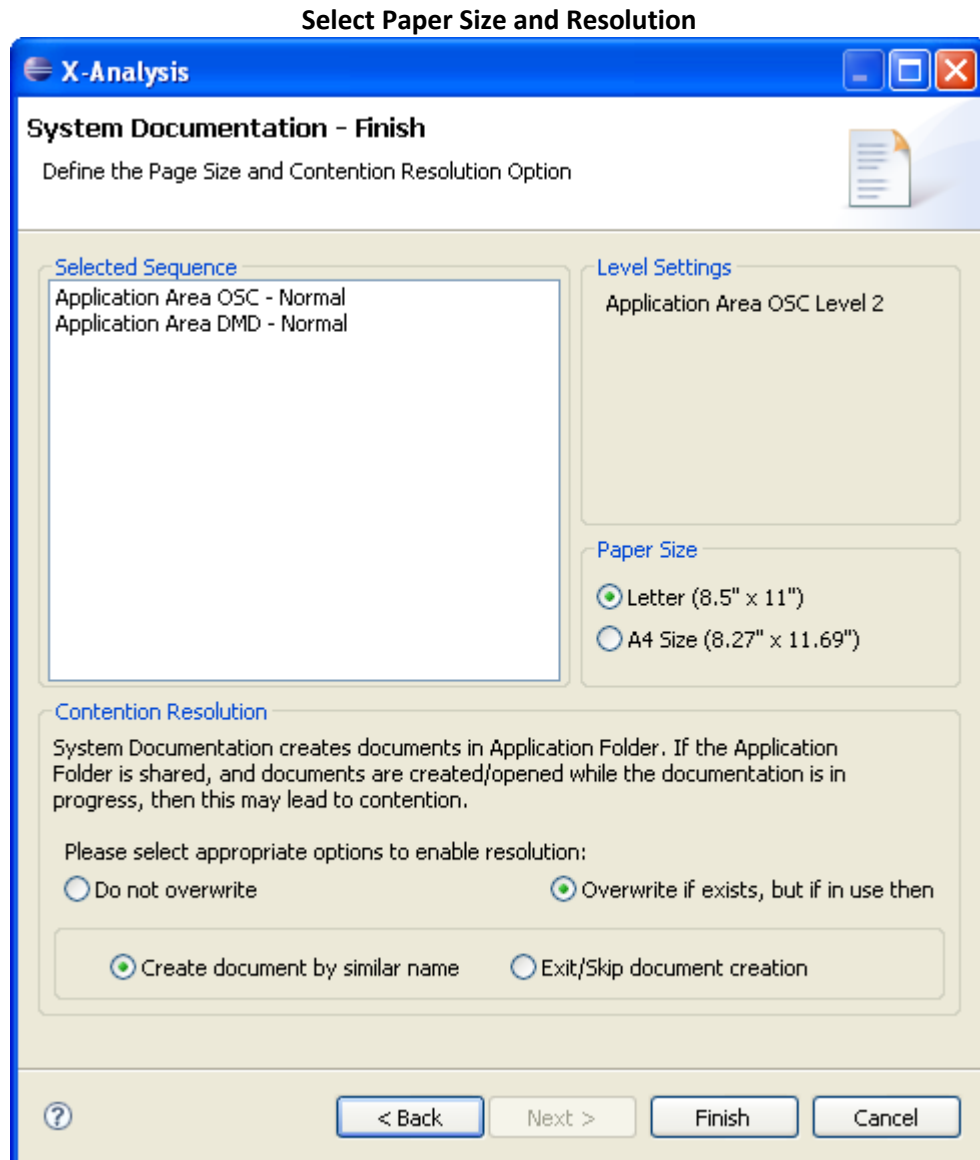 Select Paper Size and Resolution
X-Analysis
System Documentation - Finish
Define the Page Size and Contention Resolution Option
Selected Sequence
Application Area OSC - Normal
Application Area DMD - Normal
Level Settings
Application Area OSC Level 2
Paper Size
Letter (8.5" x 11")
A4 Size (8.27" x 11.69")
Contention Resolution
System Documentation creates documents in Application Folder. If the Application
Folder is shared, and documents are created/opened while the documentation is in
progress, then this may lead to contention.
Please select appropriate options to enable resolution:
Do not overwrite
Overwrite if exists, but if in use then
Create document by similar name
Exit/Skip document creation
?
< Back
Next >
Finish
Cancel